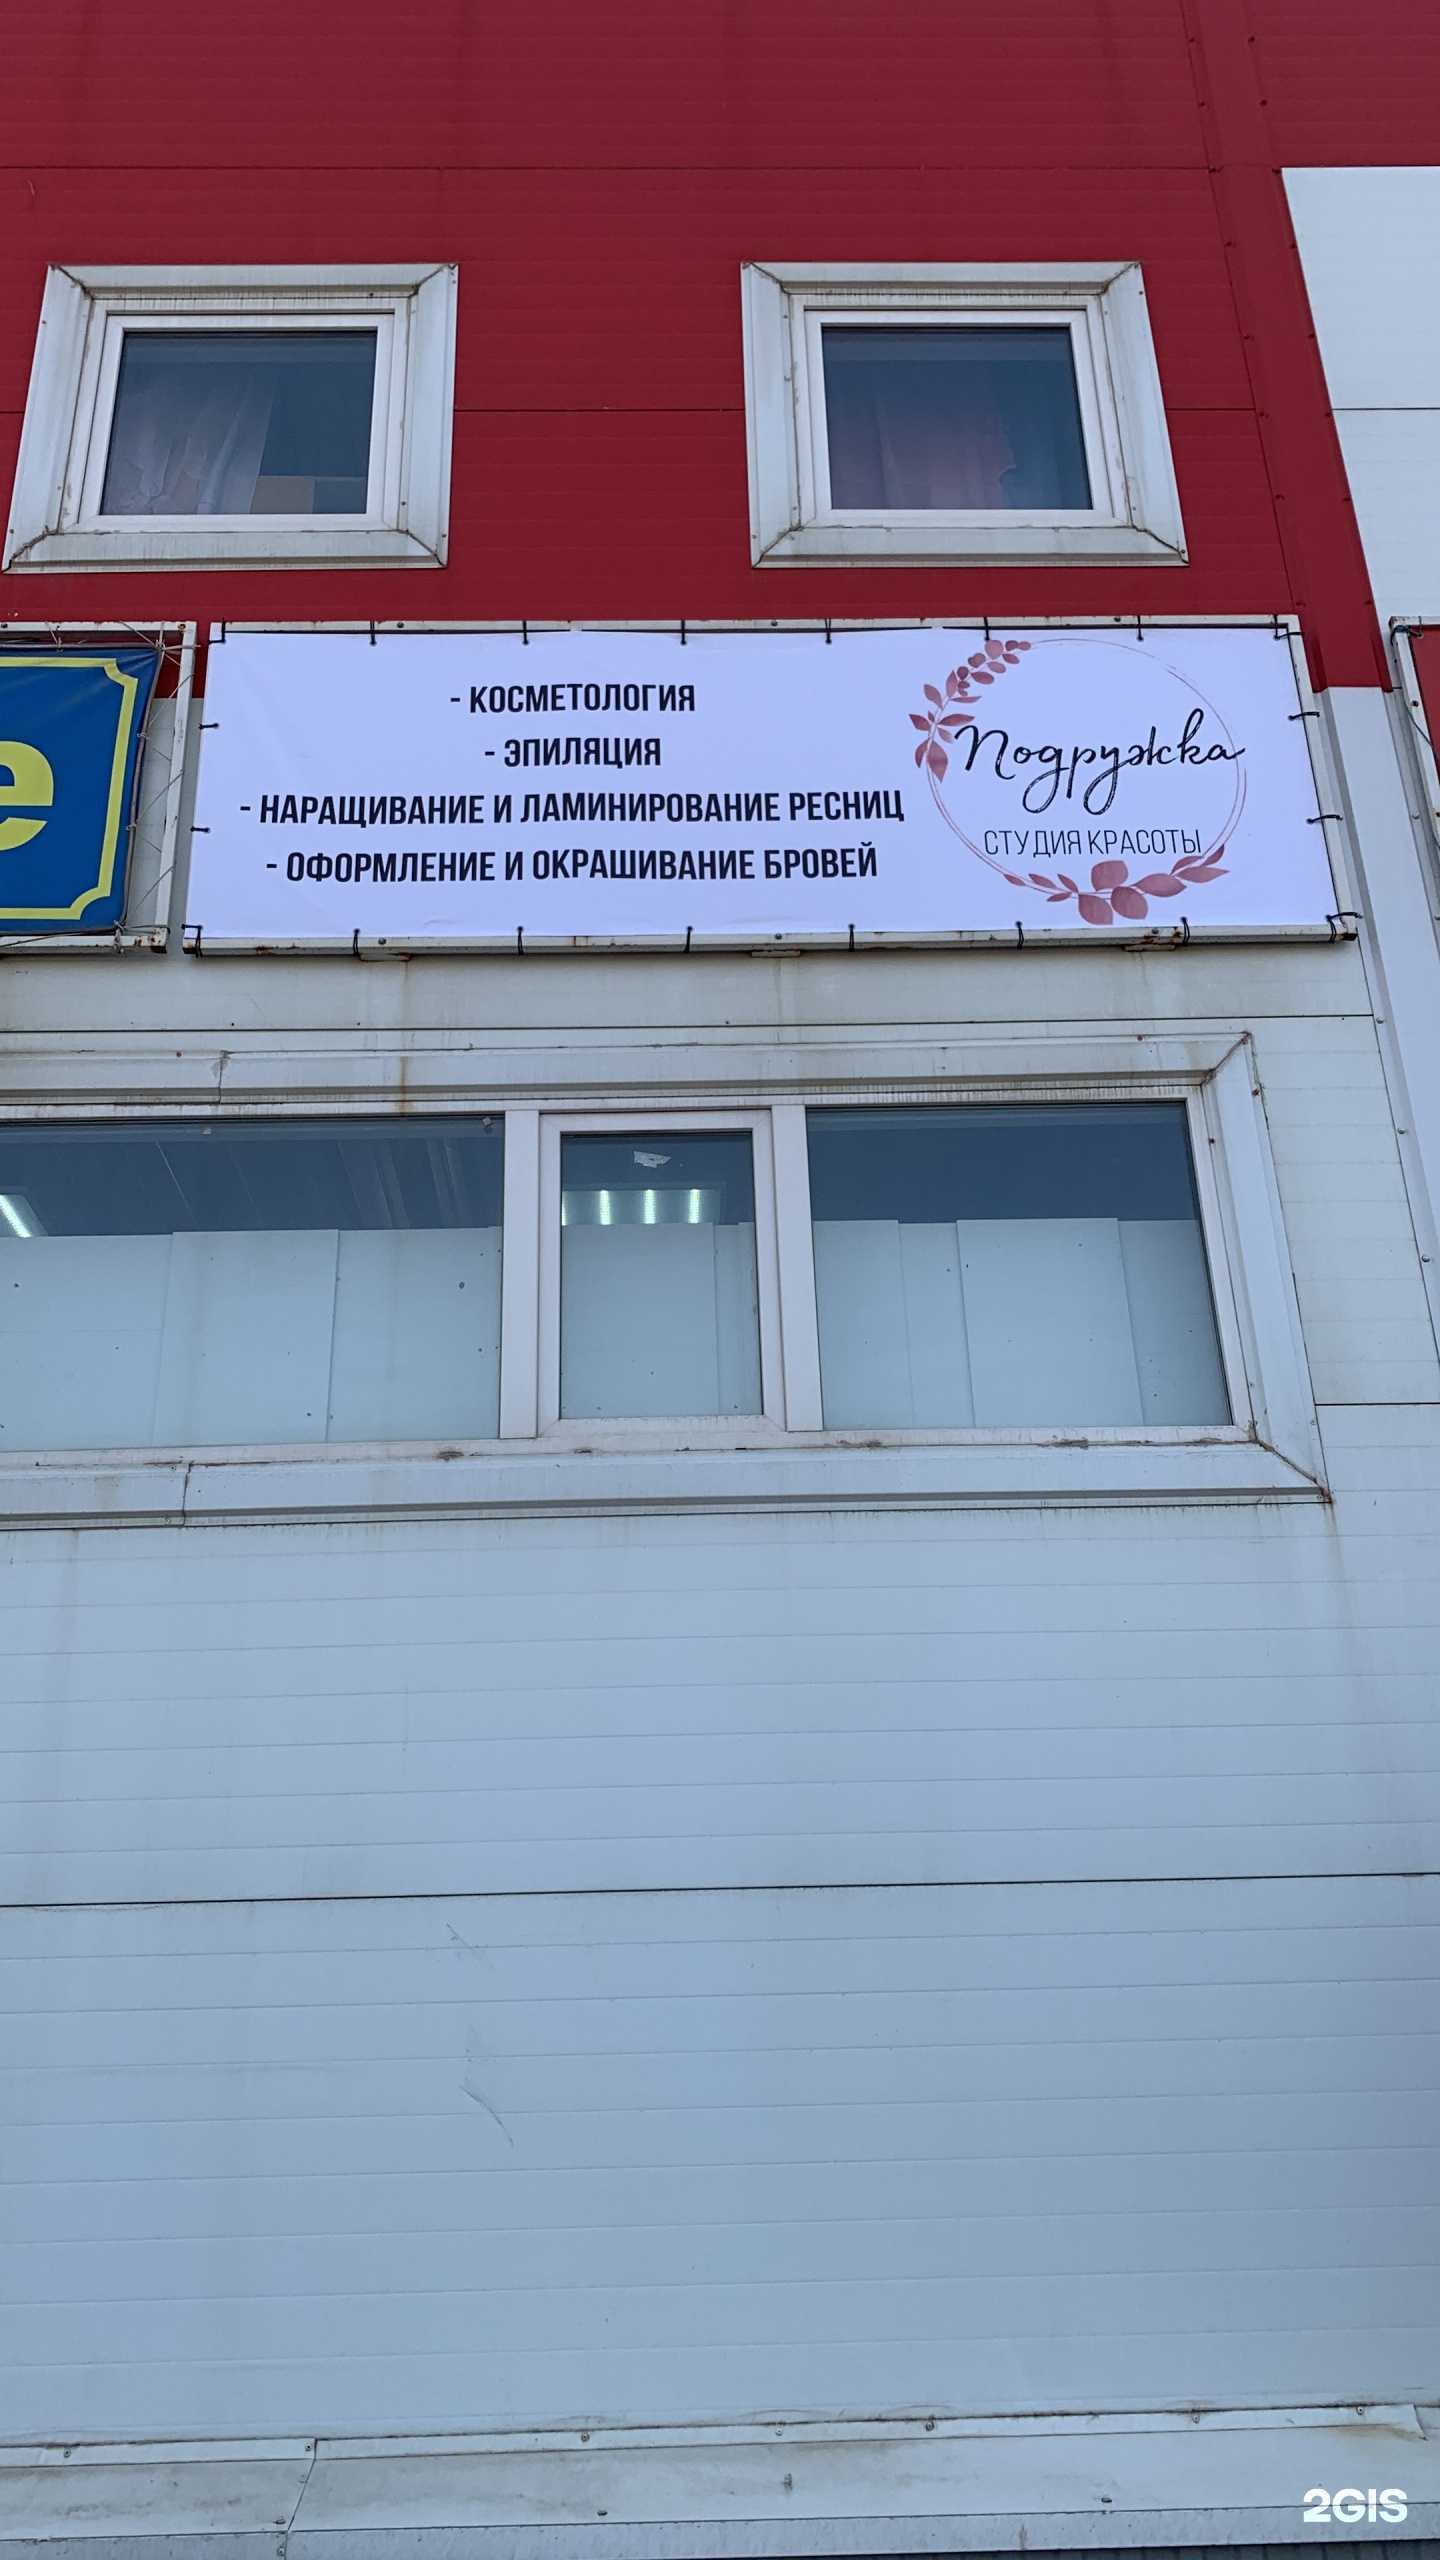 - КОСМЕТОЛОГИЯ
- ЭПИЛЯЦИЯ
- НАРАЩИВАНИЕ И ЛАМИНИРОВАНИЕ РЕСНИЦ
- ОФОРМЛЕНИЕ И ОКРАШИВАНИЕ БРОВЕЙ
Подружка
СТУДИЯ КРАСОТЫ
е
2GIS